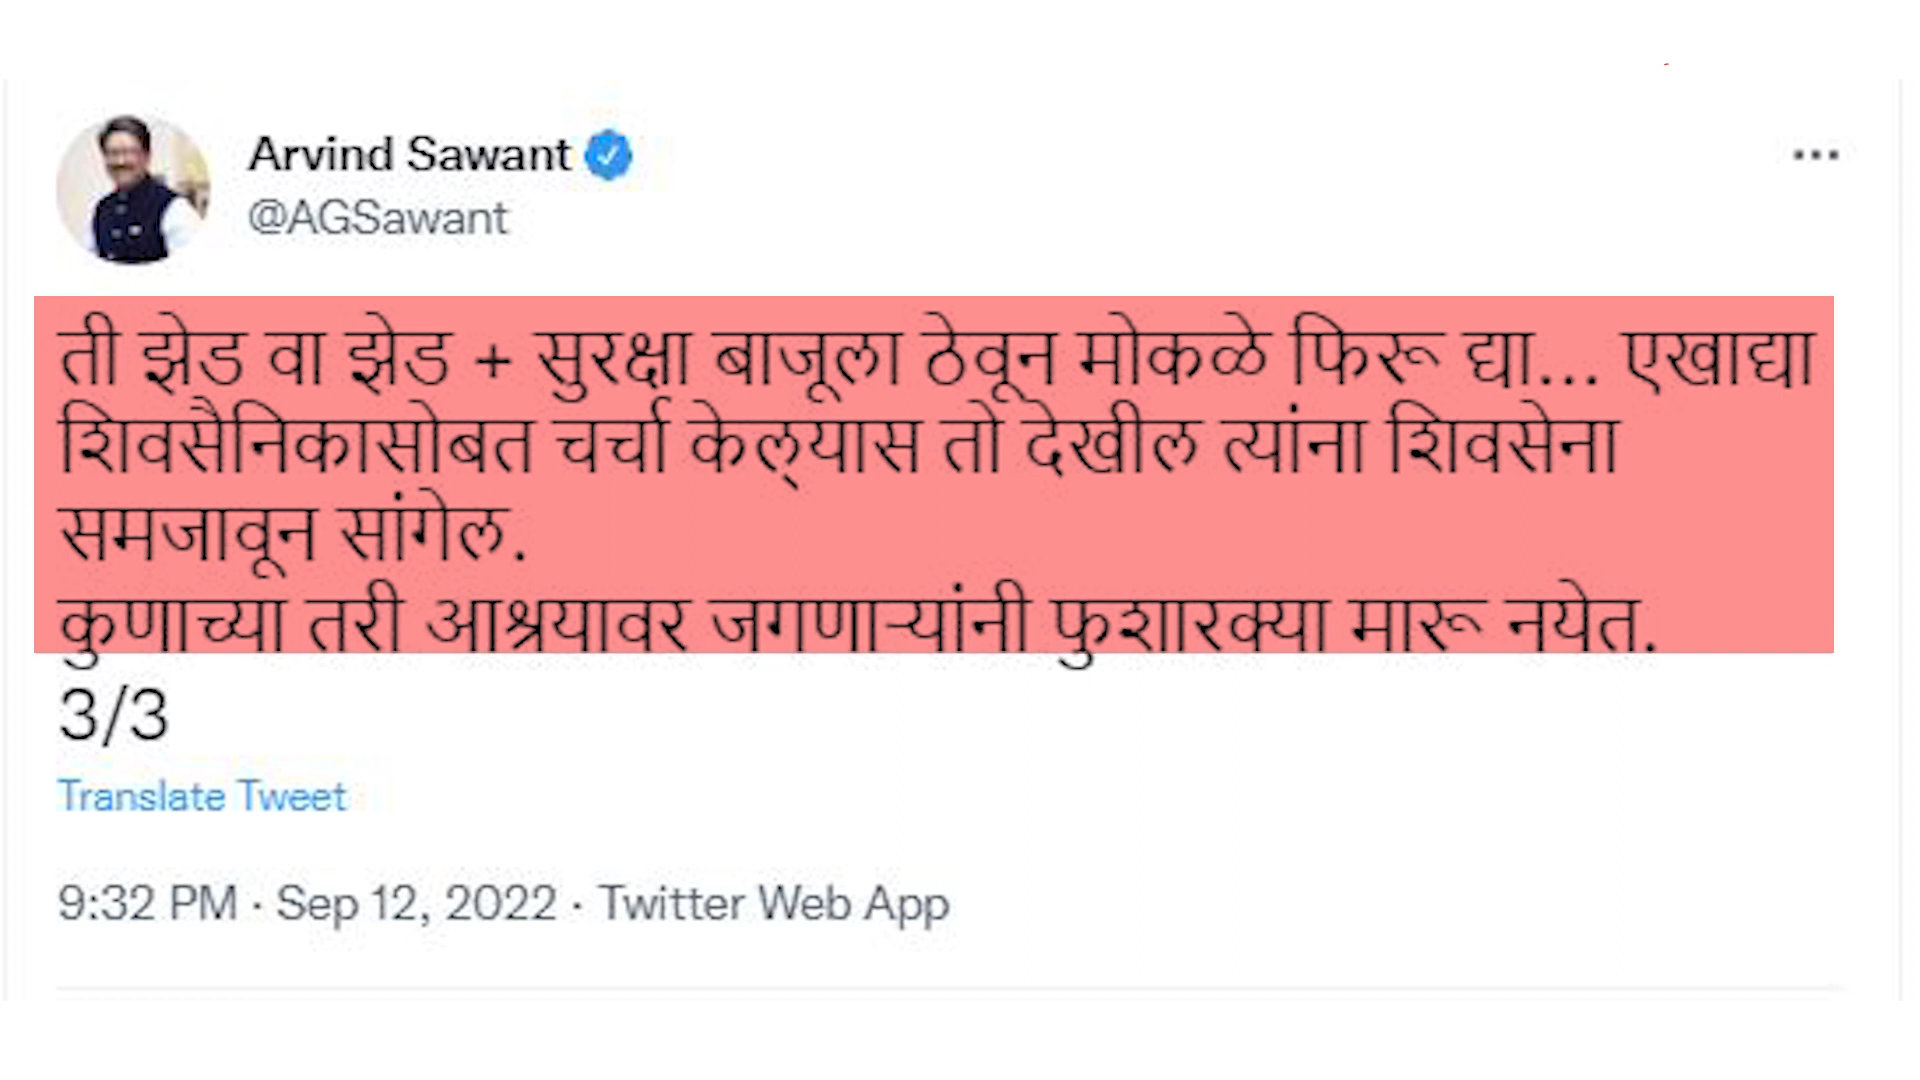 Arvind Sawant
@AGSawant
ती झेड वा झेड + सुरक्षा बाजूला ठेवून मोकळे फिरू द्या... एखाद्या
शिवसैनिकासोबत चर्चा केल्‌यास तो देखील त्यांना शिवसेना
समजावून सांगेल.
कुणाच्या तरी आश्रयावर जगणाऱ्यांनी फुशारक्या मारू नयेत.
3/3
Translate Tweet
9:32 PM · Sep 12, 2022 · Twitter Web App